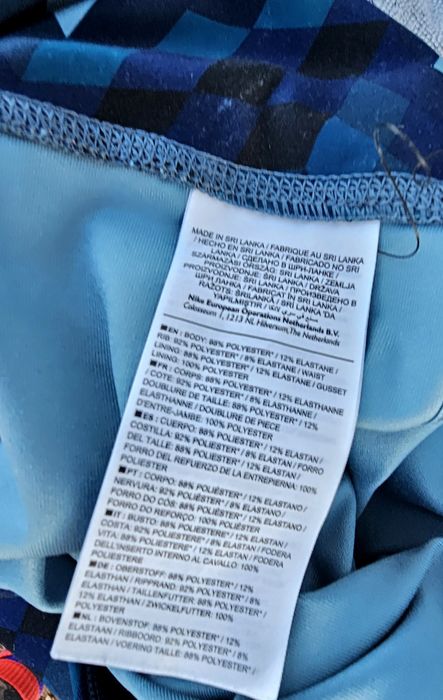 MADE IN SRI LANKA / FABRIQUE AU SRI LANKA
/ HECHO EN SRI LANKA / FABRICADO NO SRI
LANKA / СДЕЛАНО В ШРИ-ЛАНКЕ /
SZÁRMAZÁSI ORSZÁG: SRI LANKA / ZEMLJA
PROIZVODNJE: SRI LANKA / DRŽAVA
PROIZVODNJE: SRI LANKA / ПРОИЗВЕДЕНО В
ШРИ ЛАНКА / FABRICAT ÎN SRI LANKA /
RAŽOTS: ŠRILANKĀ / SRI LANKA 'DA
YAPILMIŞTIR /
Nike European Operations Netherlands B.V.
Colosseum 1, 1213 NL Hilversum, The Netherlands
EN : BODY: 88% POLYESTER* / 12% ELASTANE /
RIB: 92% POLYESTER* / 8% ELASTANE / WAIST
LINING: 88% POLYESTER* / 12% ELASTANE / GUSSET
LINING: 100% POLYESTER
FR : CORPS: 88% POLYESTER* / 12% ELASTHANNE
/ COTE: 92% POLYESTER* / 8% ELASTHANNE /
DOUBLURE DE TAILLE: 88% POLYESTER* / 12%
ELASTHANNE / DOUBLURE DE PIECE
D'ENTRE-JAMBE: 100% POLYESTER
ES : CUERPO: 88% POLIÉSTER* / 12% ELASTANO /
COSTILLA: 92% POLIÉSTER* / 8% ELASTAN / FORRO
DEL TALLE: 88% POLIÉSTER* / 12% ELASTAN /
FORRO DEL REFUERZO DE LA ENTREPIERNA: 100%
POLIÉSTER
PT : CORPO: 88% POLIÉSTER* / 12% ELASTANO /
NERVURA: 92% POLIÉSTER* / 8% ELASTANO /
FORRO DO CÓS: 88% POLIÉSTER* / 12% ELASTANO /
FORRO DO REFORÇO: 100% POLIÉSTER
IT : BUSTO: 88% POLIESTERE* / 12% ELASTAN /
COSTA: 92% POLIESTERE* / 8% ELASTAN / FODERA
VITA: 88% POLIESTERE* / 12% ELASTAN / FODERA
DELL'INSERTO INTERNO AL CAVALLO: 100%
POLIESTERE
DE : OBERSTOFF: 88% POLYESTER* / 12%
ELASTHAN / RIPPRAND: 92% POLYESTER* / 8%
ELASTHAN / TAILLENFUTTER: 88% POLYESTER* /
12% ELASTHAN / ZWICKELFUTTER: 100%
POLYESTER
NL : BOVENSTOF: 88% POLYESTER* / 12%
ELASTAAN / RIBBOORD: 92% POLYESTER* / 8%
ELASTAAN / VOERING TAILLE: 88% POLYESTER* /